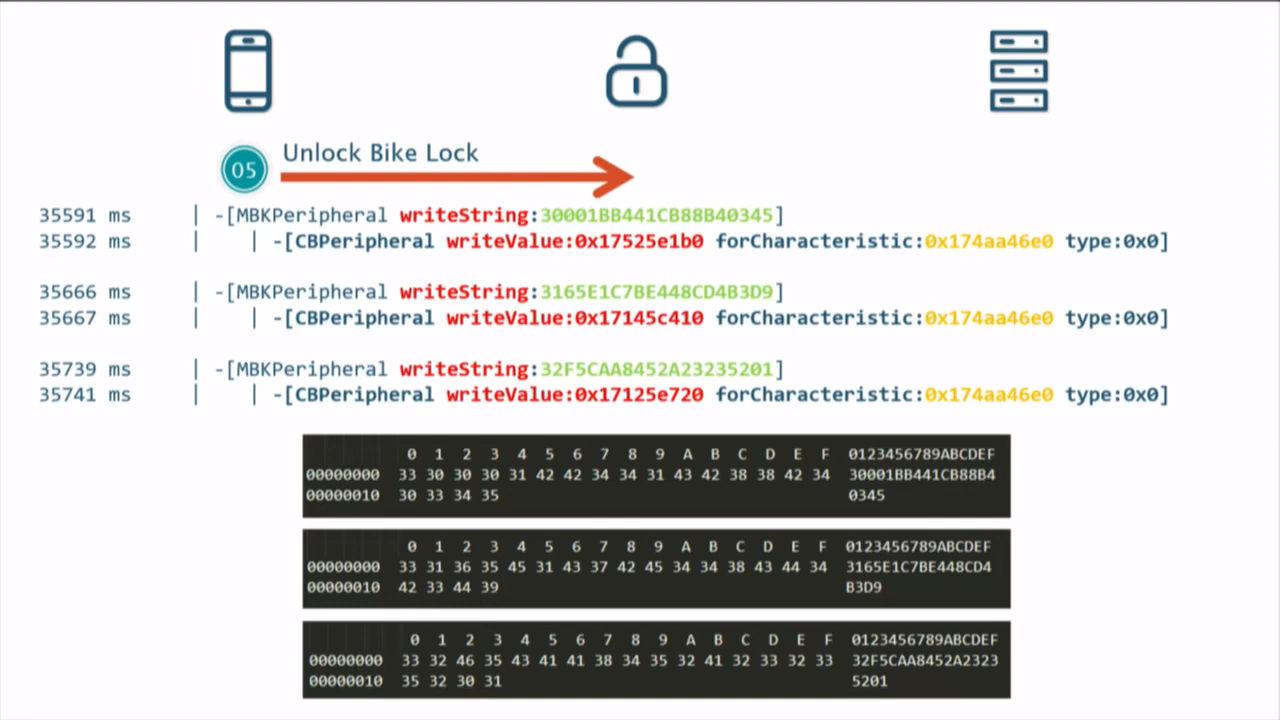 05 Unlock Bike Lock
35591 ms | -[MBKPeripheral writeString:30001BB441CB88B40345]
35592 ms | | -[CBPeripheral writeValue:0x17525e1b0 forCharacteristic:0x174aa46e0 type:0x0]
35666 ms | -[MBKPeripheral writeString:3165E1C7BE448CD4B3D9]
35667 ms | | -[CBPeripheral writeValue:0x17145c410 forCharacteristic:0x174aa46e0 type:0x0]
35739 ms | -[MBKPeripheral writeString:32F5CAA8452A23235201]
35741 ms | | -[CBPeripheral writeValue:0x17125e720 forCharacteristic:0x174aa46e0 type:0x0]
0 1 2 3 4 5 6 7 8 9 A B C D E F 0123456789ABCDEF
00000000 33 30 30 30 31 42 42 34 34 31 43 42 38 38 42 34 30001BB441CB88B4
00000010 30 33 34 35 0345
0 1 2 3 4 5 6 7 8 9 A B C D E F 0123456789ABCDEF
00000000 33 31 36 35 45 31 43 37 42 45 34 34 38 43 44 34 3165E1C7BE448CD4
00000010 42 33 44 39 B3D9
0 1 2 3 4 5 6 7 8 9 A B C D E F 0123456789ABCDEF
00000000 33 32 46 35 43 41 41 38 34 35 32 41 32 33 32 33 32F5CAA8452A2323
00000010 35 32 30 31 5201